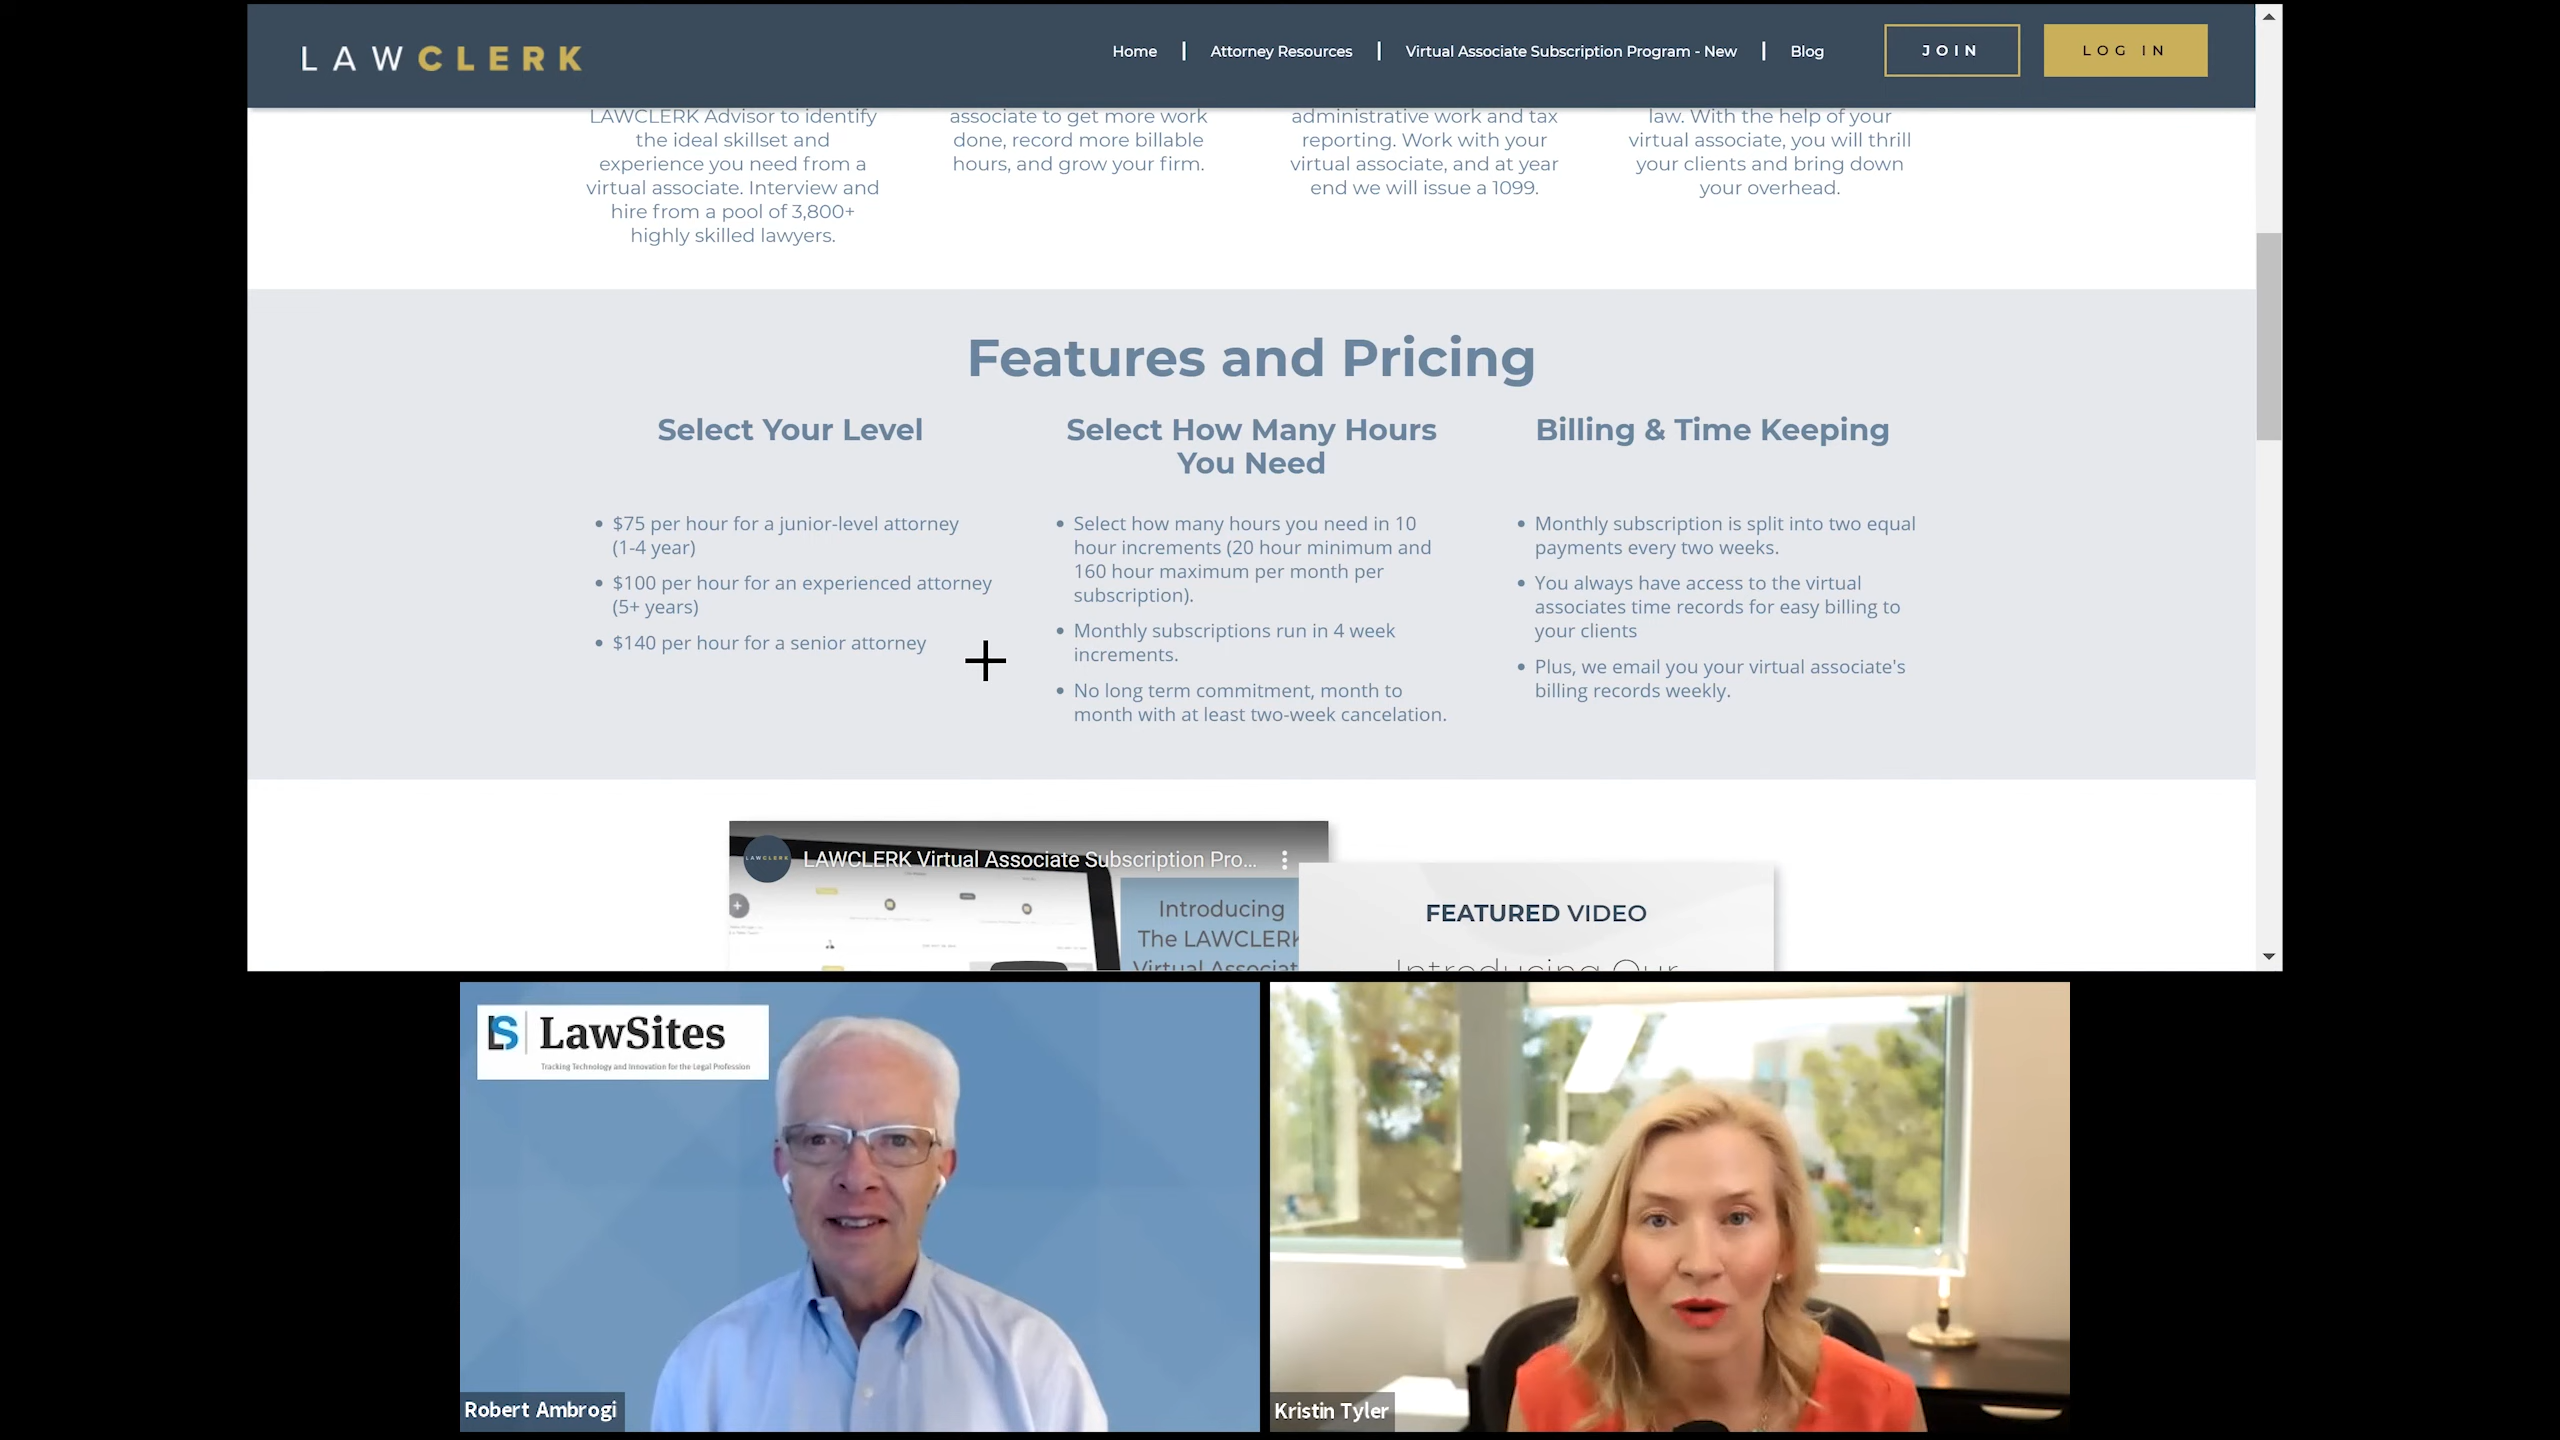 LAWCLERK
Home | Attorney Resources | Virtual Associate Subscription Program - New | Blog
JOIN
LOG IN
LAWCLERK Advisor to identify
the ideal skillset and
experience you need from a
virtual associate. Interview and
hire from a pool of 3,800+
highly skilled lawyers.
associate to get more work
done, record more billable
hours, and grow your firm.
administrative work and tax
reporting. Work with your
virtual associate, and at year
end we will issue a 1099.
law. With the help of your
virtual associate, you will thrill
your clients and bring down
your overhead.
Features and Pricing
Select Your Level
• $75 per hour for a junior-level attorney
(1-4 year)
• $100 per hour for an experienced attorney
(5+ years)
• $140 per hour for a senior attorney
Select How Many Hours
You Need
• Select how many hours you need in 10
hour increments (20 hour minimum and
160 hour maximum per month per
subscription).
• Monthly subscriptions run in 4 week
increments.
• No long term commitment, month to
month with at least two-week cancelation.
Billing & Time Keeping
• Monthly subscription is split into two equal
payments every two weeks.
• You always have access to the virtual
associates time records for easy billing to
your clients
• Plus, we email you your virtual associate's
billing records weekly.
LAWCLERK
LAWCLERK Virtual Associate Subscription Pro...
Introducing
The LAWCLERK
Virtual Associat
FEATURED VIDEO
Introducing Our
LS LawSites
Tracking Technology and Innovation for the Legal Profession
Robert Ambrogi
Kristin Tyler